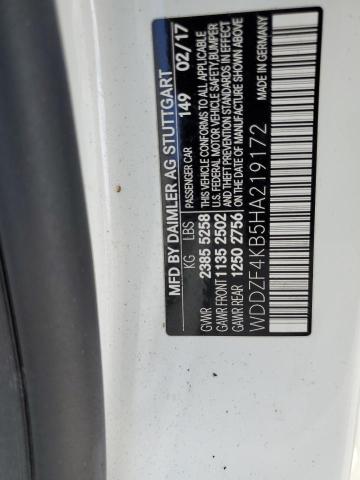 MFD BY DAIMLER AG STUTTGART
149 02/17
PASSENGER CAR
KG LBS
GVWR 2385 5258
GAWR FRONT 1135 2502
GAWR REAR 1250 2756
THIS VEHICLE CONFORMS TO ALL APPLICABLE
U.S. FEDERAL MOTOR VEHICLE SAFETY, BUMPER
AND THEFT PREVENTION STANDARDS IN EFFECT
ON THE DATE OF MANUFACTURE SHOWN ABOVE.
WDDZF4KB5HA219172
MADE IN GERMANY